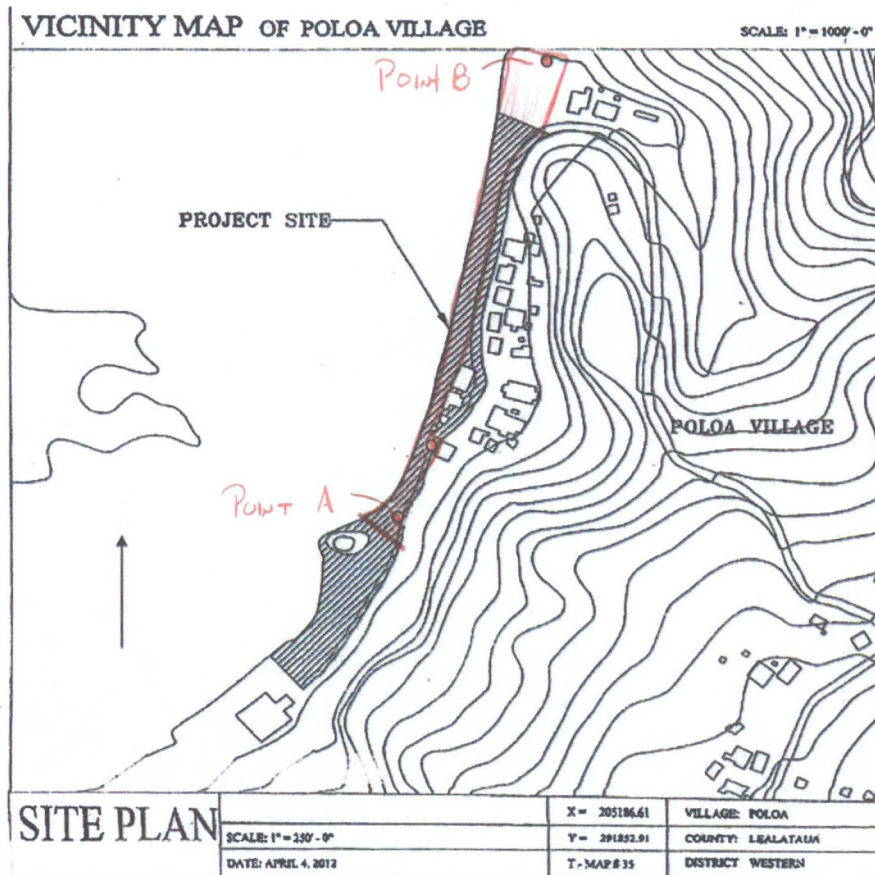 VICINITY MAP OF POLOA VILLAGE
SCALE: 1" = 1000' - 0"
POINT B
PROJECT SITE
POLOA VILLAGE
POINT A
SITE PLAN
SCALE: 1" = 250' - 0"
DATE: APRIL 4, 2012
X = 205186.61
Y = 291852.91
T- MAP # 35
VILLAGE: POLOA
COUNTY: LEALATAUA
DISTRICT WESTERN